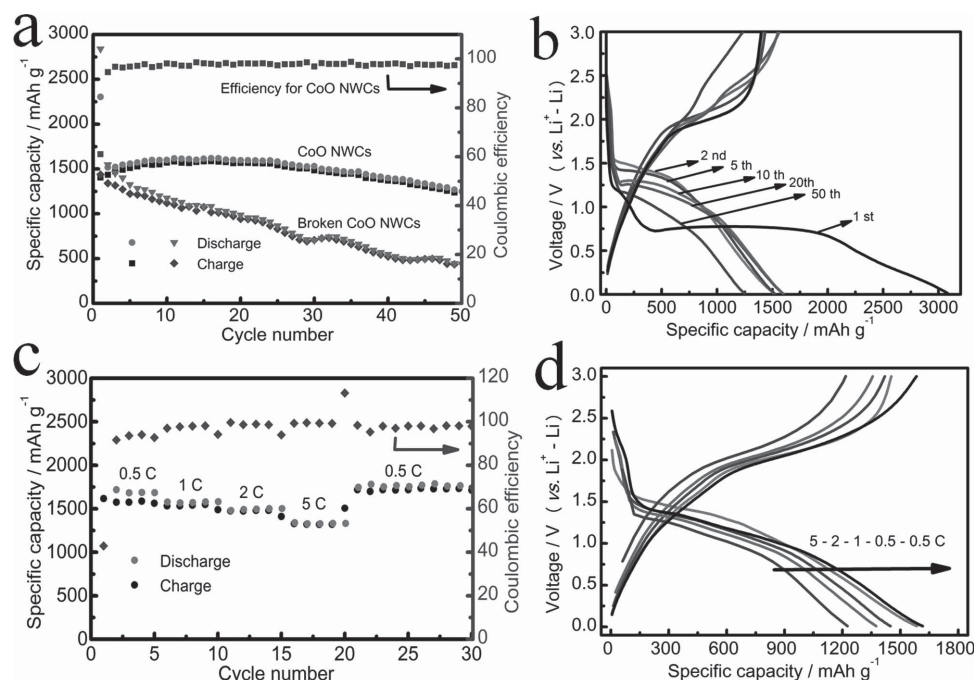 a
3000
2500
2000
1500
1000
500
0
Specific capacity / mAh g-1
0 10 20 30 40 50
Cycle number
100
80
60
40
20
0
Coulombic efficiency
Efficiency for CoO NWCs
CoO NWCs
Broken CoO NWCs
Discharge
Charge
b
3.0
2.5
2.0
1.5
1.0
0.5
0.0
Voltage / V ( vs. Li+ - Li)
2 nd
5 th
10 th
20th
50 th
1 st
0 500 1000 1500 2000 2500 3000
Specific capacity / mAh g-1
c
3000
2500
2000
1500
1000
500
0
Specific capacity / mAh g-1
0.5 C
1 C
2 C
5 C
0.5 C
Discharge
Charge
0 5 10 15 20 25 30
Cycle number
120
100
80
60
40
20
0
Coulombic efficiency
d
3.0
2.5
2.0
1.5
1.0
0.5
0.0
Voltage / V ( vs. Li+ - Li)
5 - 2 - 1 - 0.5 - 0.5 C
0 300 600 900 1200 1500 1800
Specific capacity / mAh g-1